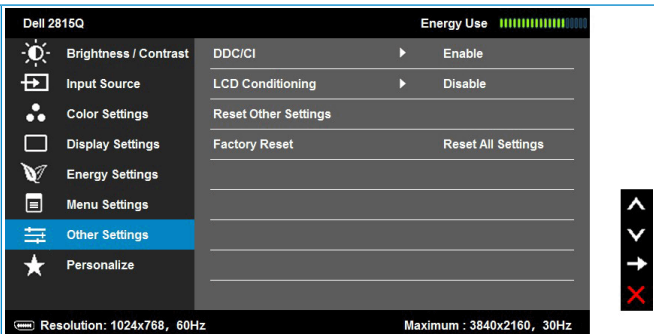 Dell 2815Q Energy Use
Brightness / Contrast DDC/CI Enable
Input Source LCD Conditioning Disable
Color Settings Reset Other Settings
Display Settings Factory Reset Reset All Settings
Energy Settings
Menu Settings
Other Settings
Personalize
Resolution: 1024x768, 60Hz Maximum : 3840x2160, 30Hz